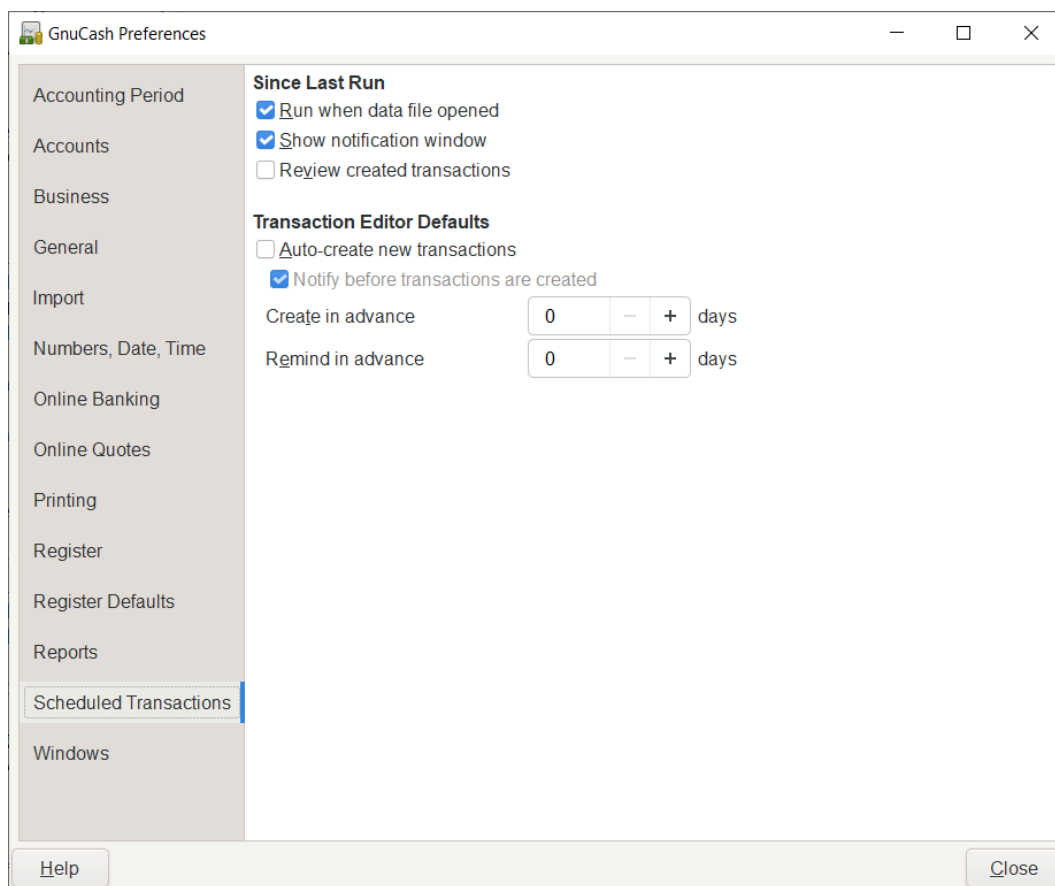 GnuCash Preferences
Accounting Period
Accounts
Business
General
Import
Numbers, Date, Time
Online Banking
Online Quotes
Printing
Register
Register Defaults
Reports
Scheduled Transactions
Windows
Since Last Run
Run when data file opened
Show notification window
Review created transactions
Transaction Editor Defaults
Auto-create new transactions
Notify before transactions are created
Create in advance 0 − + days
Remind in advance 0 − + days
Help
Close